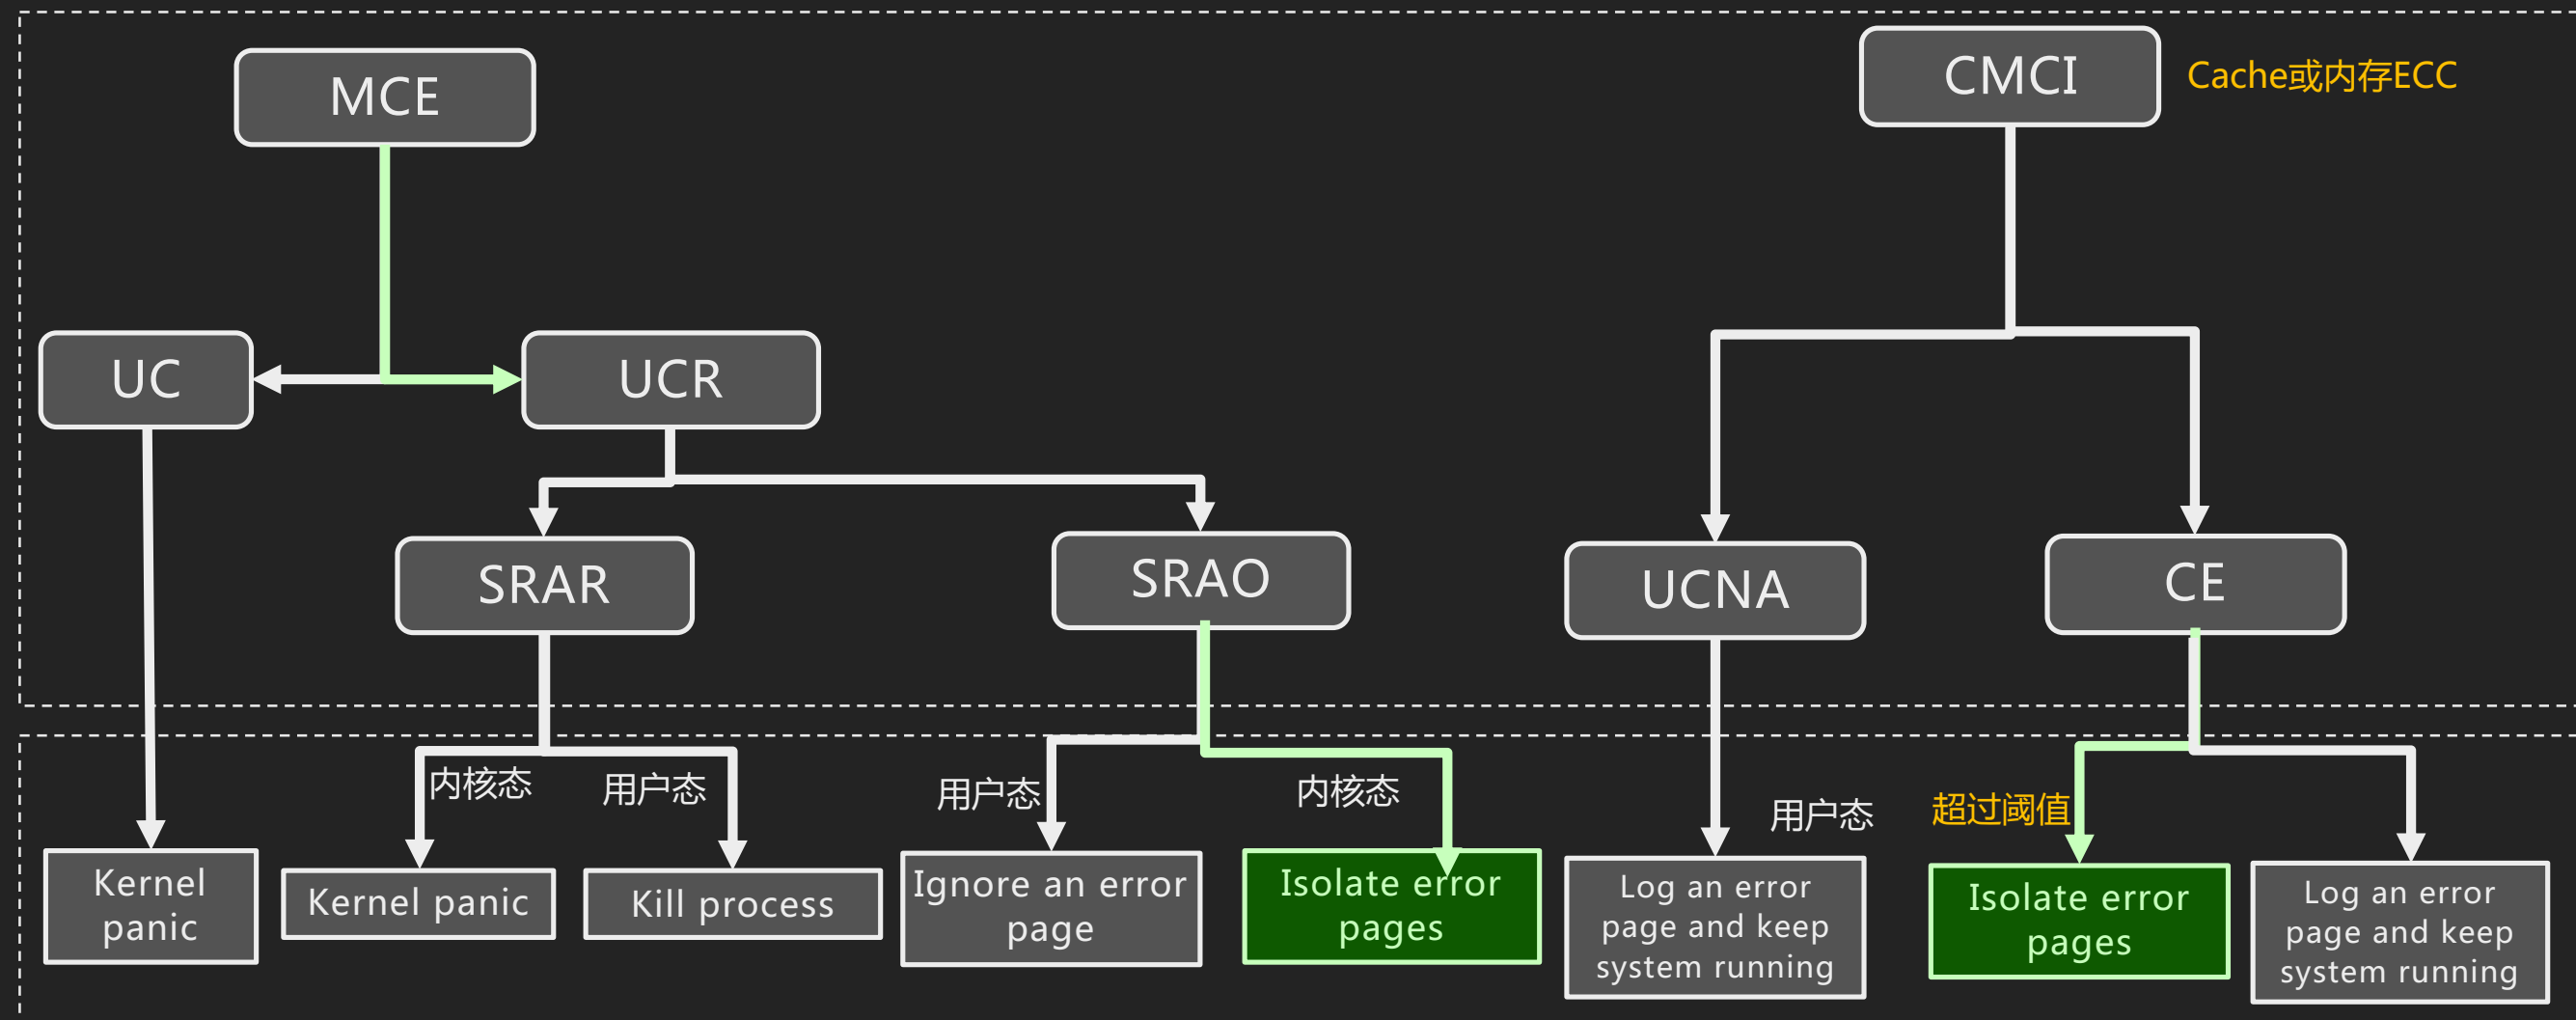 MCE
CMCI
Cache或内存ECC
UC
UCR
SRAR
SRAO
UCNA
CE
内核态
用户态
用户态
内核态
用户态
超过阈值
Kernel
panic
Kernel panic
Kill process
Ignore an error
page
Isolate error
pages
Log an error
page and keep
system running
Isolate error
pages
Log an error
page and keep
system running